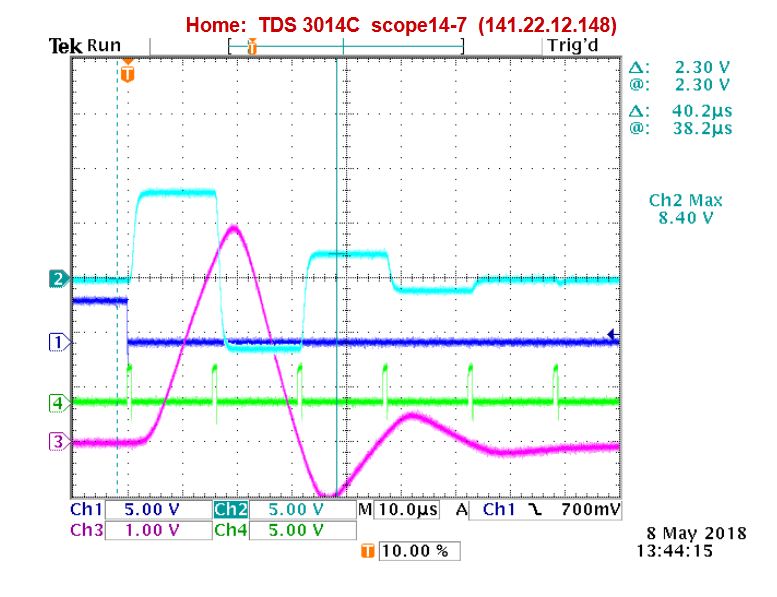 Home: TDS 3014C scope14-7 (141.22.12.148)
Tek Run Trig'd
T
T
Δ: 2.30 V
@: 2.30 V
Δ: 40.2µs
@: 38.2µs
Ch2 Max
8.40 V
2
1
4
3
Ch1 5.00 V Ch2 5.00 V M 10.0µs A Ch1 700mV
Ch3 1.00 V Ch4 5.00 V
T 10.00 %
8 May 2018
13:44:15